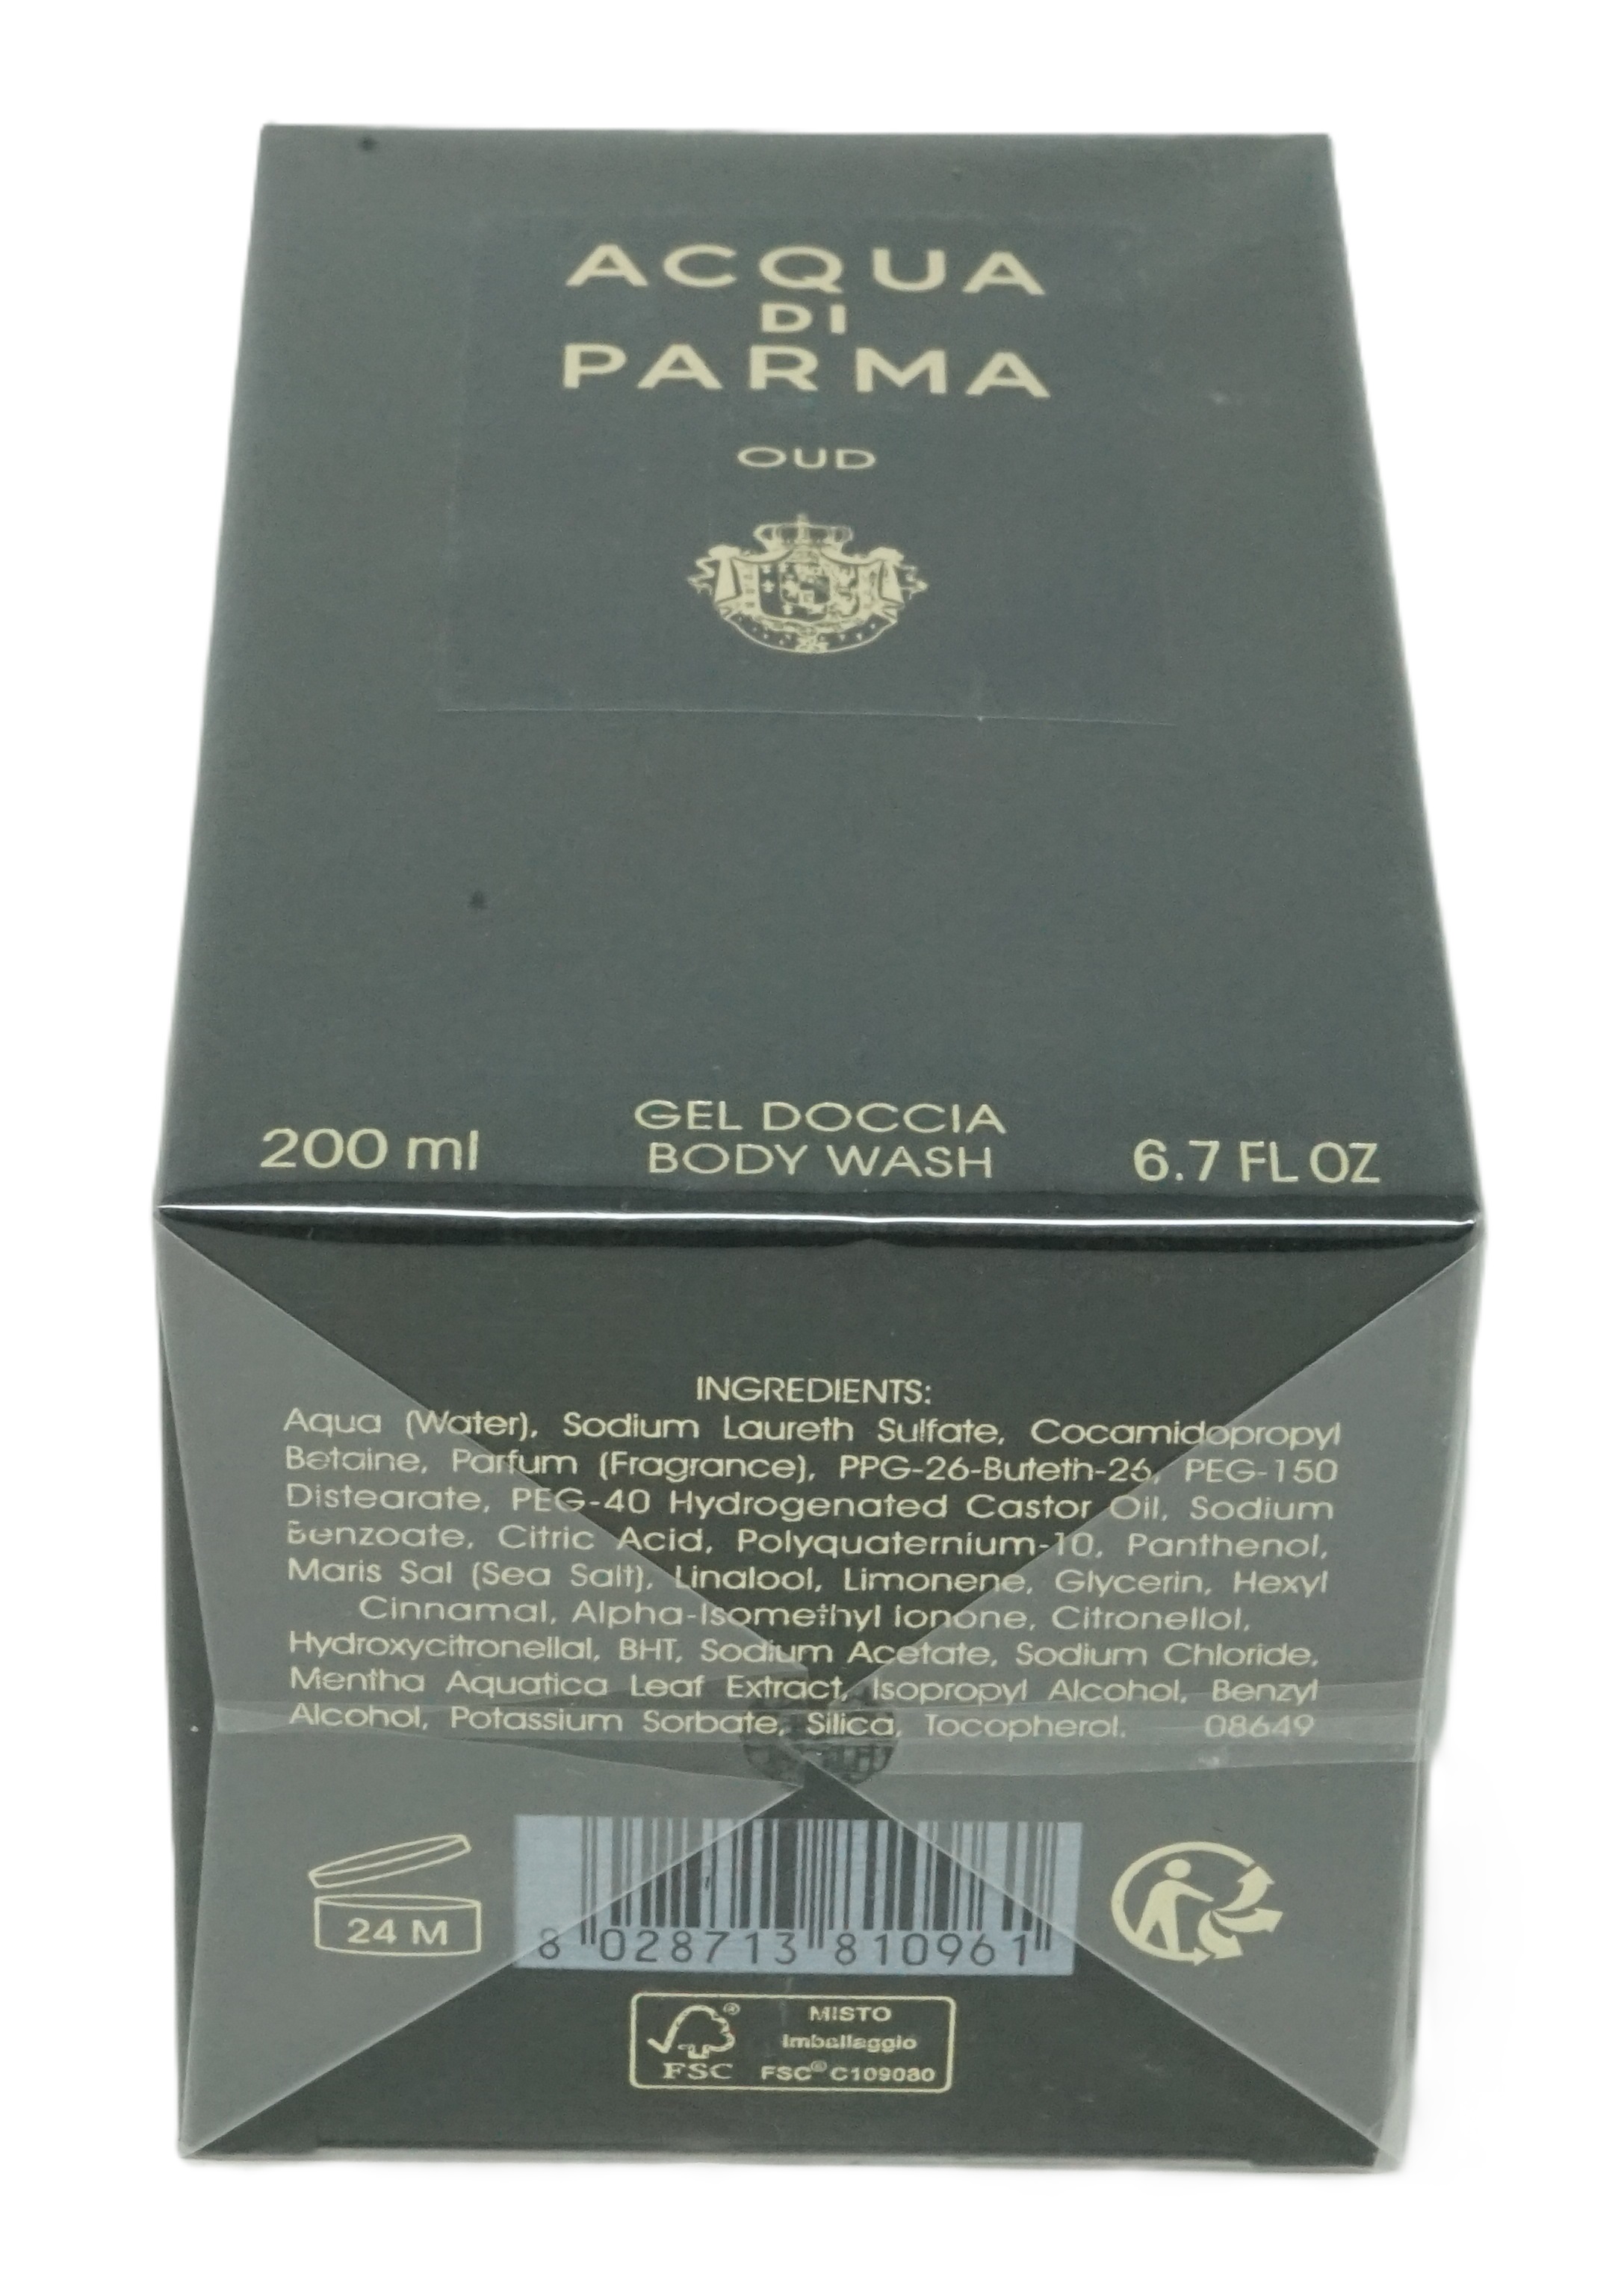 ACQUA
DI
PARMA
OUD
GEL DOCCIA
200 ml BODY WASH 6.7 FL OZ
INGREDIENTS:
Aqua (Water), Sodium Laureth Sulfate, Cocamidopropyl
Betaine, Parfum (Fragrance), PPG-26-Buteth-26, PEG-150
Distearate, PEG-40 Hydrogenated Castor Oil, Sodium
Benzoate, Citric Acid, Polyquaternium-10, Panthenol,
Maris Sal (Sea Salt), Linalool, Limonene, Glycerin, Hexyl
Cinnamal, Alpha-Isomethyl Ionone, Citronellol,
Hydroxycitronellal, BHT, Sodium Acetate, Sodium Chloride,
Mentha Aquatica Leaf Extract, Isopropyl Alcohol, Benzyl
Alcohol, Potassium Sorbate, Silica, Tocopherol. 08649
24 M
8 028713 810961
MISTO
Imballaggio
FSC FSC® C109080